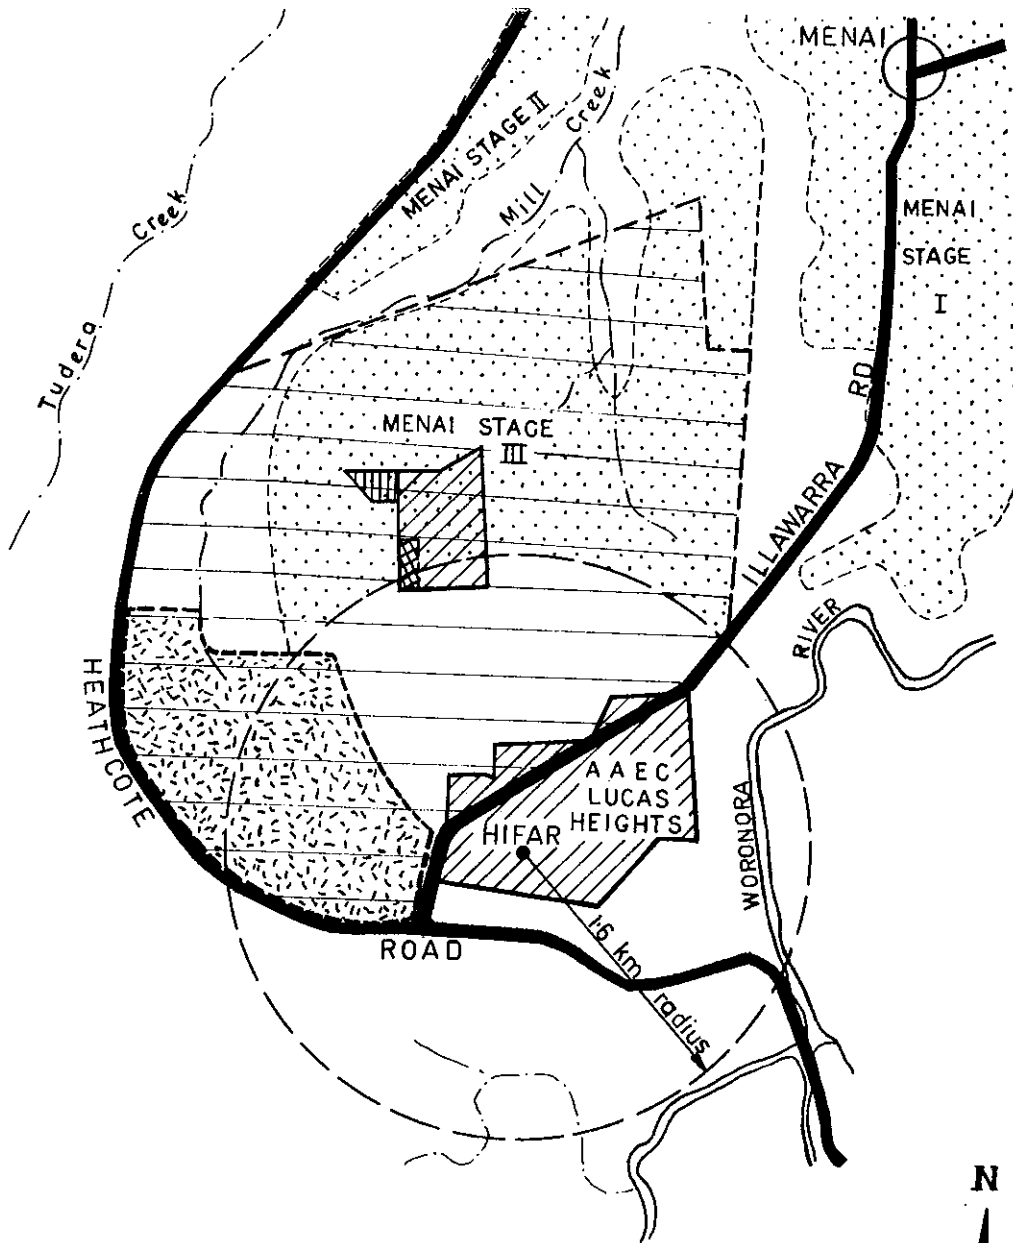 MENAI
MENAI STAGE II
Creek
Mill
Creek
MENAI
STAGE
I
Tudera
RD
MENAI STAGE
III
ILLAWARRA
RIVER
HEATHCOTE
AAEC
LUCAS
HEIGHTS
HIFAR
WORONORA
ROAD
1·6 km radius
N